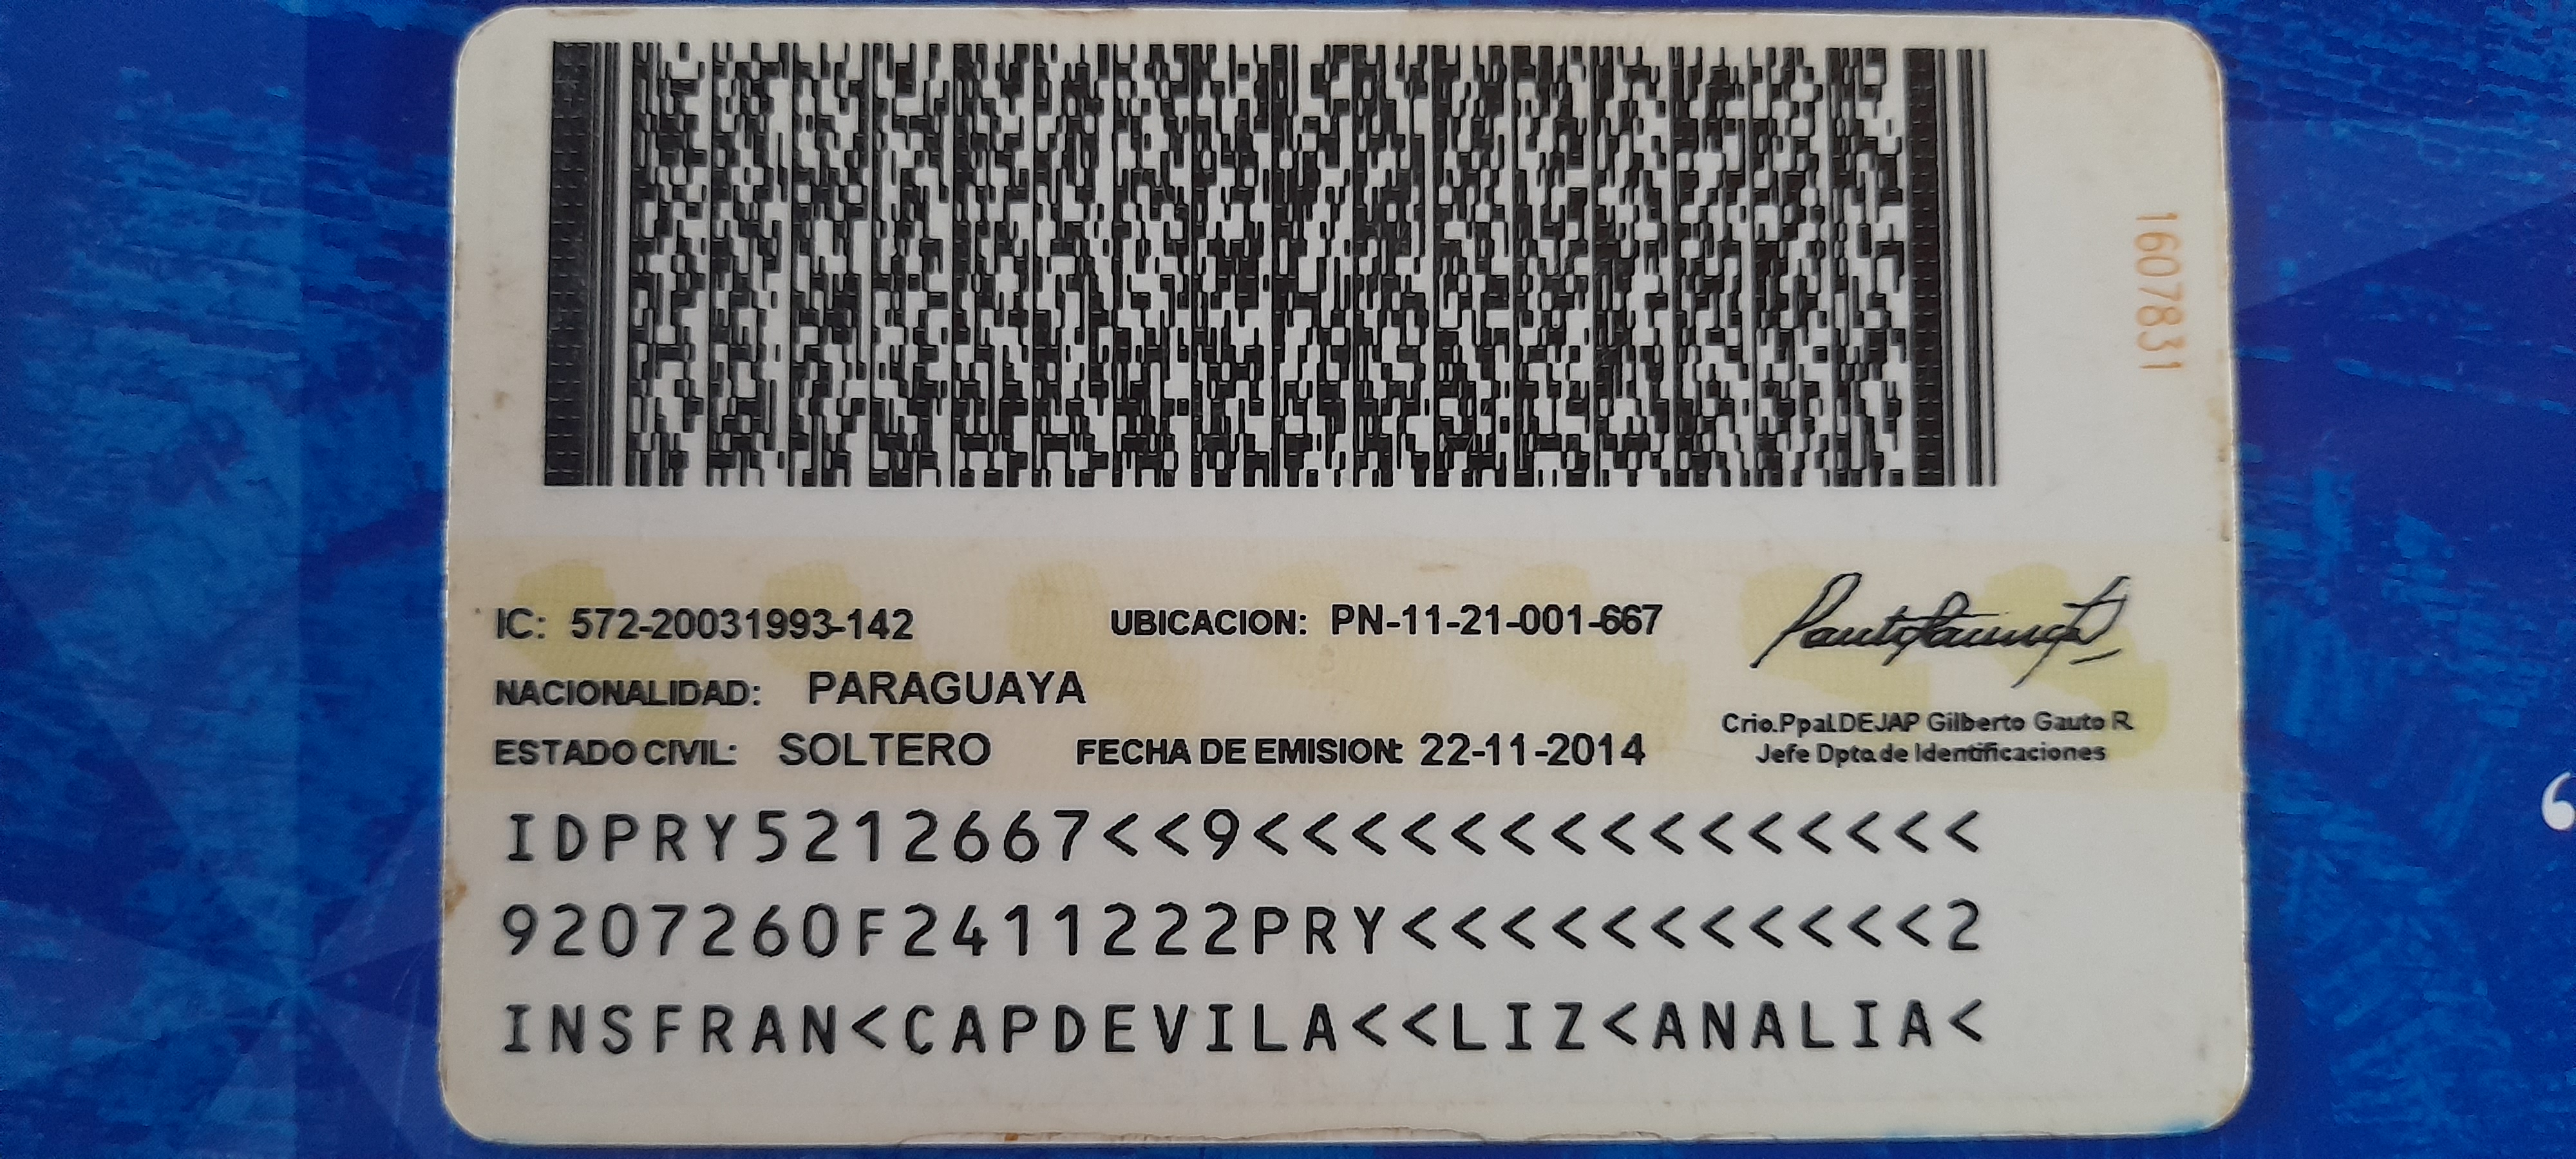 1607831
IC: 572-20031993-142 UBICACION: PN-11-21-001-667
NACIONALIDAD: PARAGUAYA
ESTADO CIVIL: SOLTERO FECHA DE EMISION: 22-11-2014
Crio.Ppal.DEJAP Gilberto Gauto R.
Jefe Dpto.de Identificaciones
IDPRY5212667<<9<<<<<<<<<<<<<<<
9207260F2411222PRY<<<<<<<<<<<2
INSFRAN<CAPDEVILA<<LIZ<ANALIA<
6